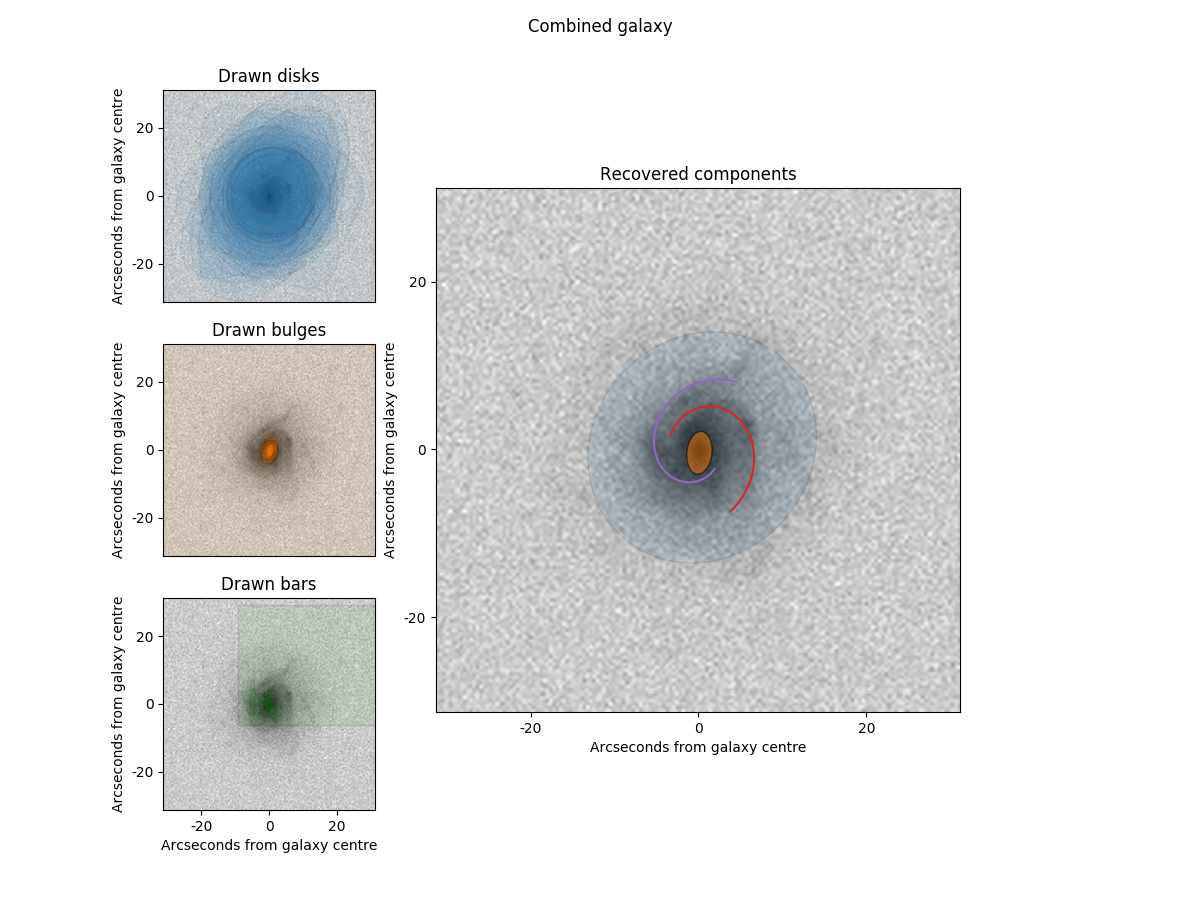 Combined galaxy
Drawn disks
Arcseconds from galaxy centre
20
0
-20
Drawn bulges
Arcseconds from galaxy centre
20
0
-20
Drawn bars
Arcseconds from galaxy centre
20
0
-20
-20 0 20
Arcseconds from galaxy centre
Recovered components
Arcseconds from galaxy centre
20
0
-20
-20 0 20
Arcseconds from galaxy centre